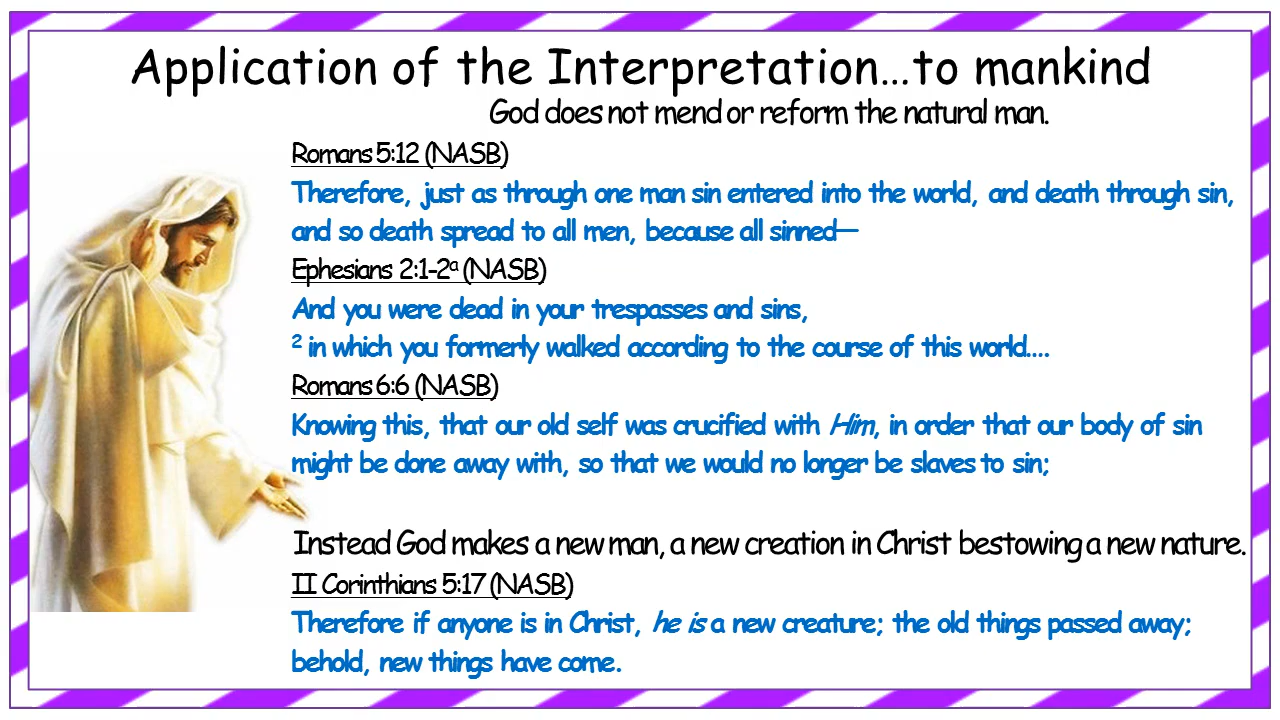 Application of the Interpretation...to mankind
God does not mend or reform the natural man.
Romans 5:12 (NASB)
Therefore, just as through one man sin entered into the world, and death through sin,
and so death spread to all men, because all sinned—
Ephesians 2:1-2ª (NASB)
And you were dead in your trespasses and sins,
² in which you formerly walked according to the course of this world....
Romans 6:6 (NASB)
Knowing this, that our old self was crucified with Him, in order that our body of sin
might be done away with, so that we would no longer be slaves to sin;
Instead God makes a new man, a new creation in Christ bestowing a new nature.
II Corinthians 5:17 (NASB)
Therefore if anyone is in Christ, he is a new creature; the old things passed away;
behold, new things have come.